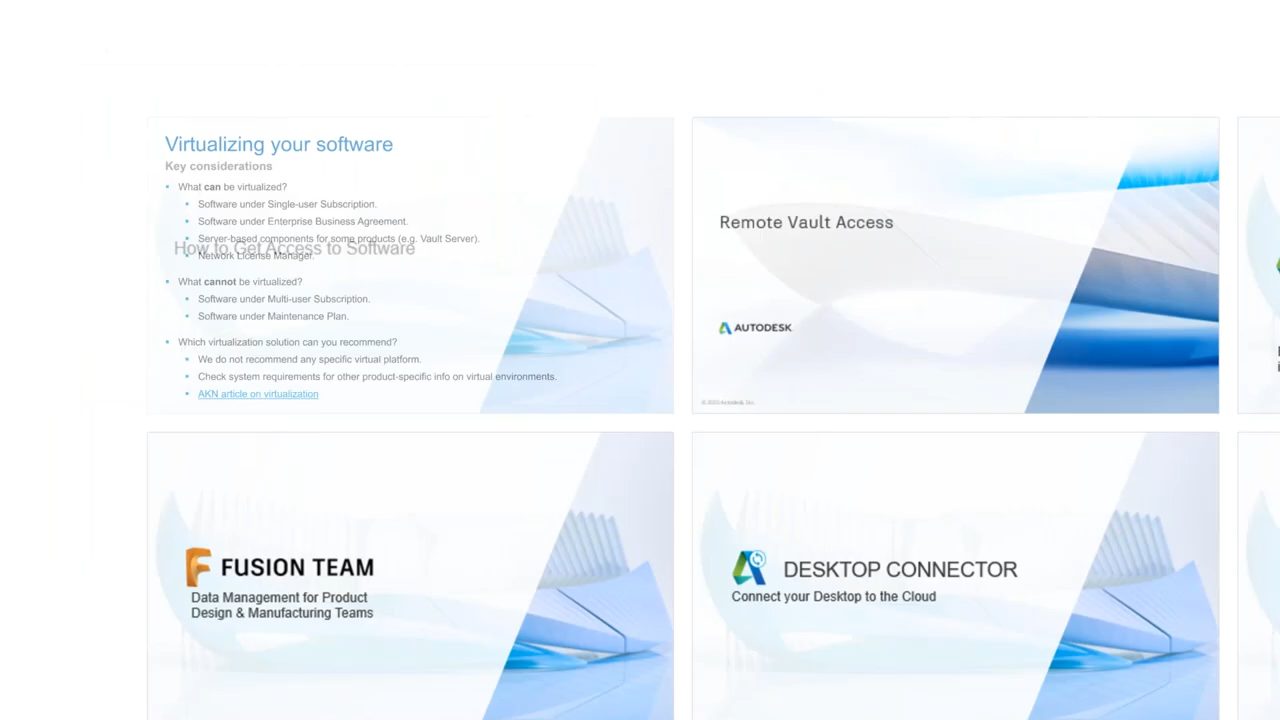 Virtualizing your software
Key considerations
What can be virtualized?
Software under Single-user Subscription.
Software under Enterprise Business Agreement.
Server-based components for some products (e.g. Vault Server).
How to Get Access to Software
Network License Manager.
What cannot be virtualized?
Software under Multi-user Subscription.
Software under Maintenance Plan.
Which virtualization solution can you recommend?
We do not recommend any specific virtual platform.
Check system requirements for other product-specific info on virtual environments.
AKN article on virtualization
Remote Vault Access
AUTODESK
© 2020 Autodesk, Inc.
FUSION TEAM
Data Management for Product
Design & Manufacturing Teams
DESKTOP CONNECTOR
Connect your Desktop to the Cloud